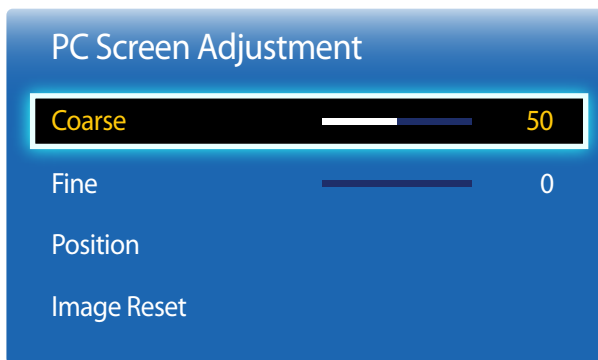 PC Screen Adjustment
Coarse 50
Fine 0
Position
Image Reset